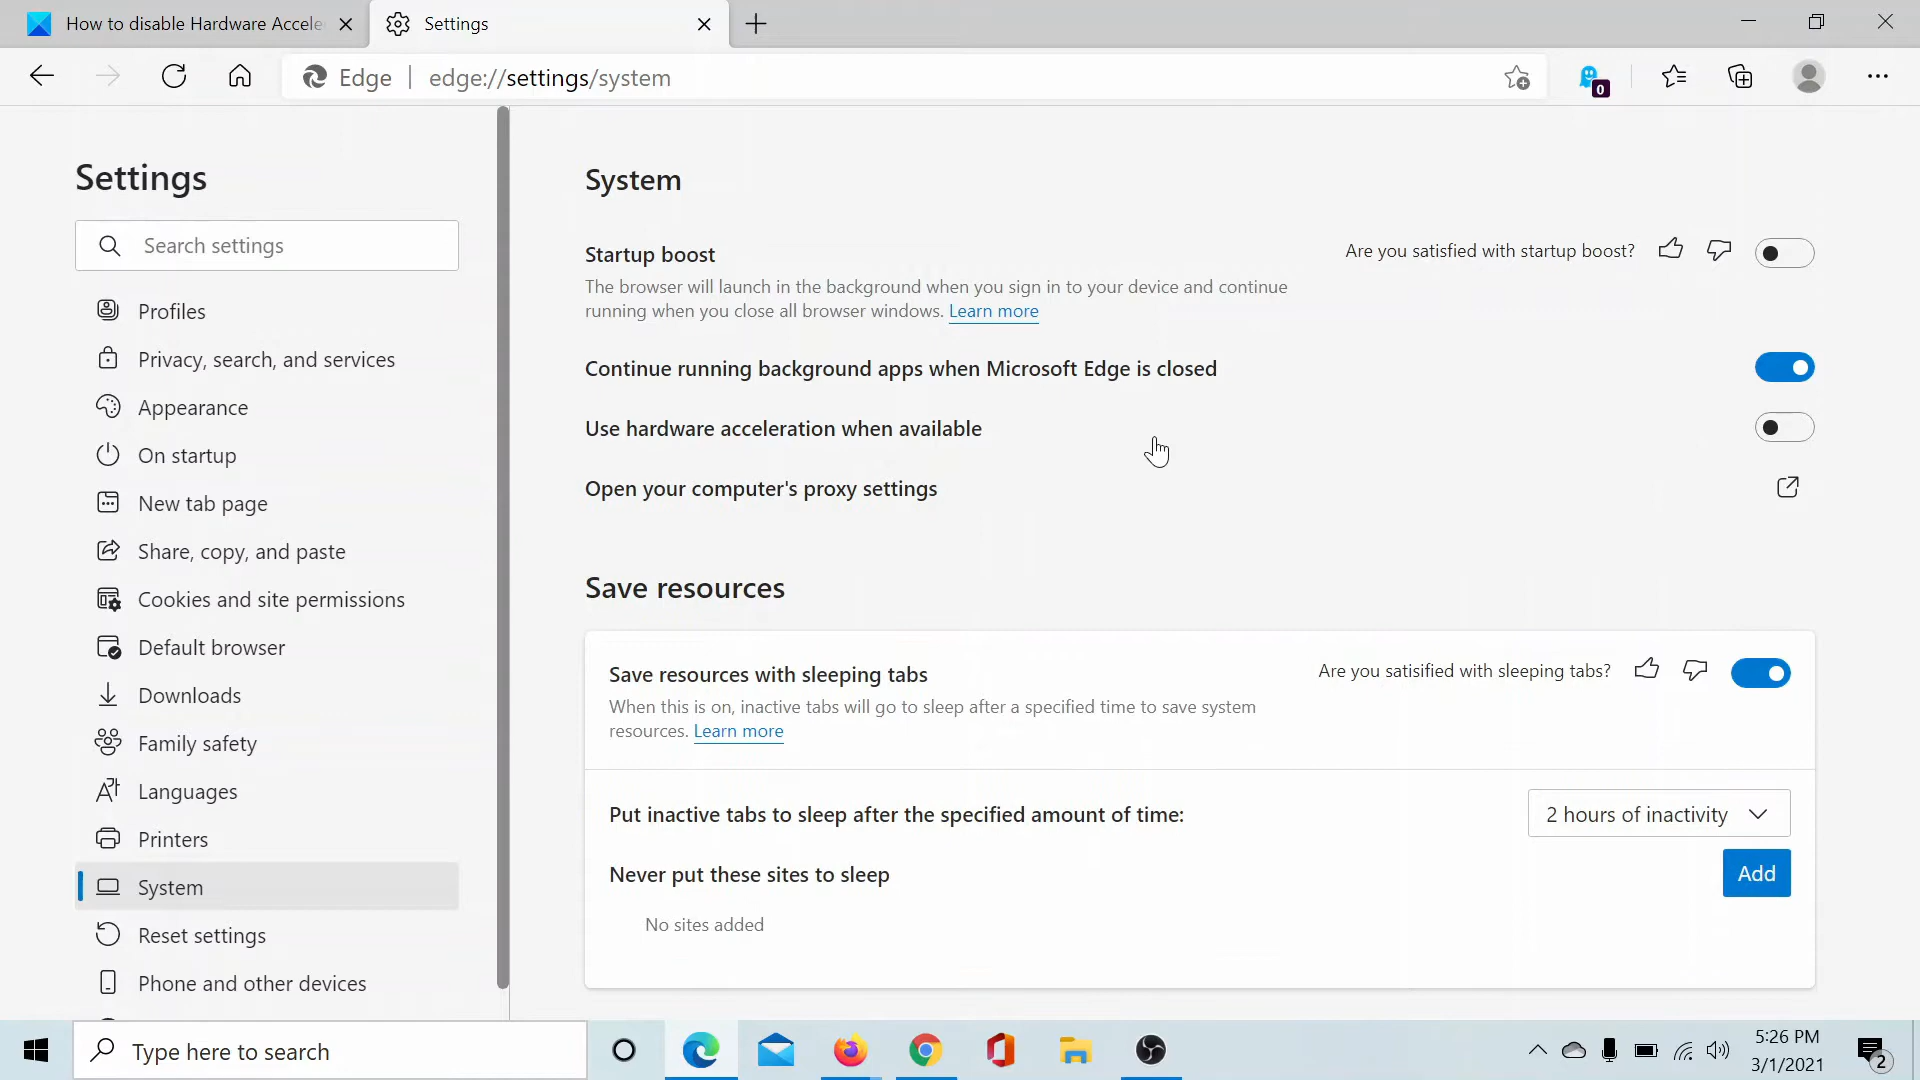 How to disable Hardware Accele
Settings
Edge
edge://settings/system
0
Settings
Search settings
Profiles
Privacy, search, and services
Appearance
On startup
New tab page
Share, copy, and paste
Cookies and site permissions
Default browser
Downloads
Family safety
Languages
Printers
System
Reset settings
Phone and other devices
System
Startup boost
Are you satisfied with startup boost?
The browser will launch in the background when you sign in to your device and continue
running when you close all browser windows. Learn more
Continue running background apps when Microsoft Edge is closed
Use hardware acceleration when available
Open your computer's proxy settings
Save resources
Save resources with sleeping tabs
Are you satisified with sleeping tabs?
When this is on, inactive tabs will go to sleep after a specified time to save system
resources. Learn more
Put inactive tabs to sleep after the specified amount of time:
2 hours of inactivity
Never put these sites to sleep
Add
No sites added
Type here to search
5:26 PM
3/1/2021
2